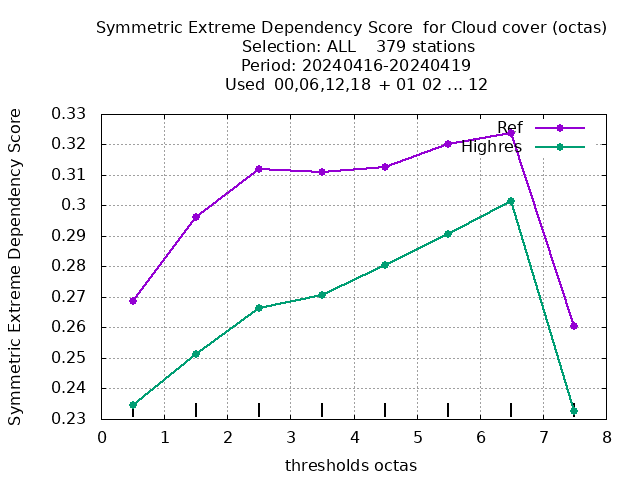 Symmetric Extreme Dependency Score  for Cloud cover (octas)
Selection: ALL    379 stations
Period: 20240416-20240419
Used  00,06,12,18  + 01 02 ... 12
Symmetric Extreme Dependency Score
0.33
0.32
0.31
0.3
0.29
0.28
0.27
0.26
0.25
0.24
0.23
Ref
Highres
0 1 2 3 4 5 6 7 8
thresholds octas